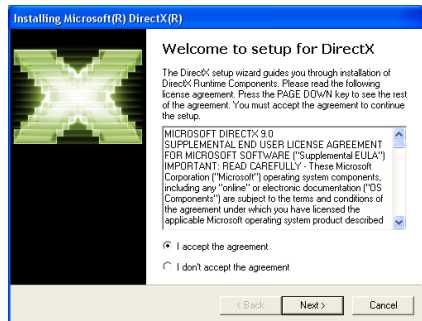 Installing Microsoft(R) DirectX(R)
Welcome to setup for DirectX
The DirectX setup wizard guides you through installation of
DirectX Runtime Components. Please read the following
license agreement. Press the PAGE DOWN key to see the rest
of the agreement. You must accept the agreement to continue
the setup.
MICROSOFT DIRECTX 9.0
SUPPLEMENTAL END USER LICENSE AGREEMENT
FOR MICROSOFT SOFTWARE ("Supplemental EULA")
IMPORTANT: READ CAREFULLY - These Microsoft
Corporation ("Microsoft") operating system components,
including any "online" or electronic documentation ("OS
Components") are subject to the terms and conditions of
the agreement under which you have licensed the
applicable Microsoft operating system product described
I accept the agreement
I don't accept the agreement
< Back Next > Cancel